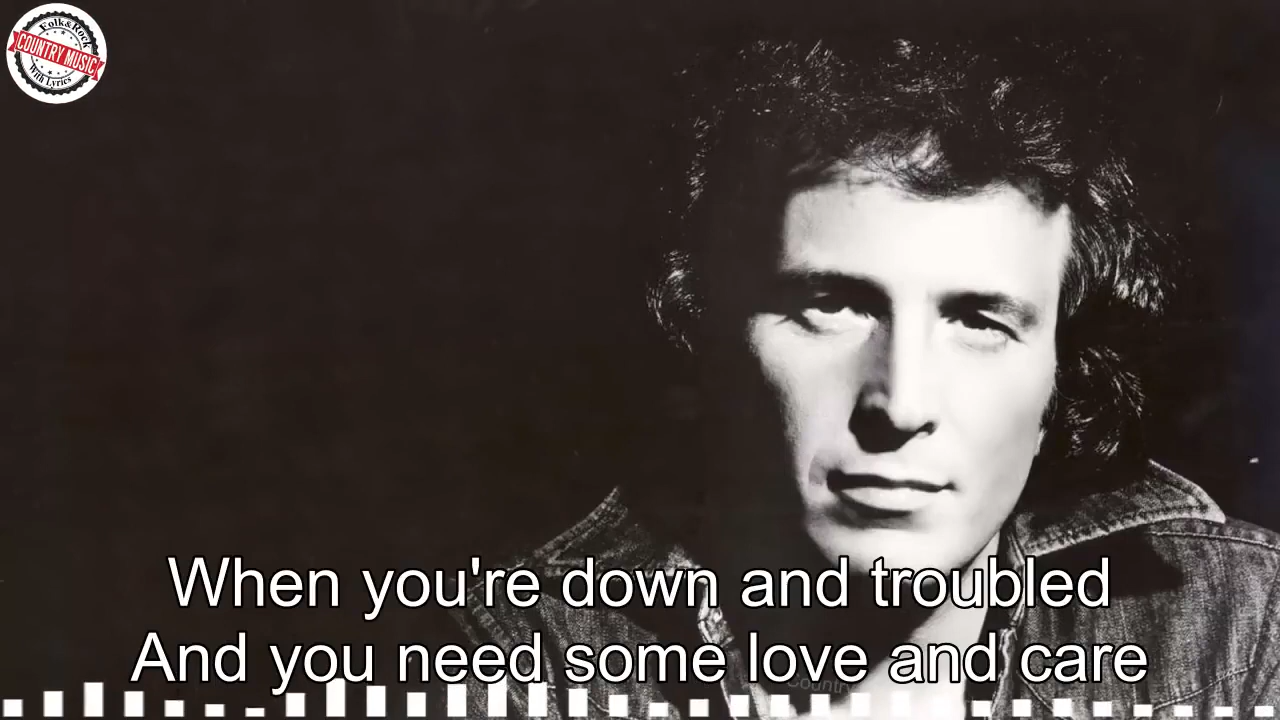 Folk&Rock
COUNTRY MUSIC
With Lyrics
When you're down and troubled
And you need some love and care
Country